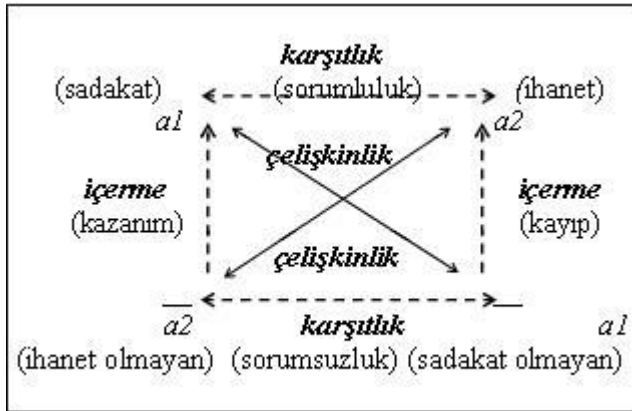 karşıtlık
(sadakat) (sorumluluk) (ihanet)
a1 a2
çelişkinlik
içerme içerme
(kazanım) (kayıp)
çelişkinlik
a2 karşıtlık a1
(ihanet olmayan) (sorumsuzluk) (sadakat olmayan)